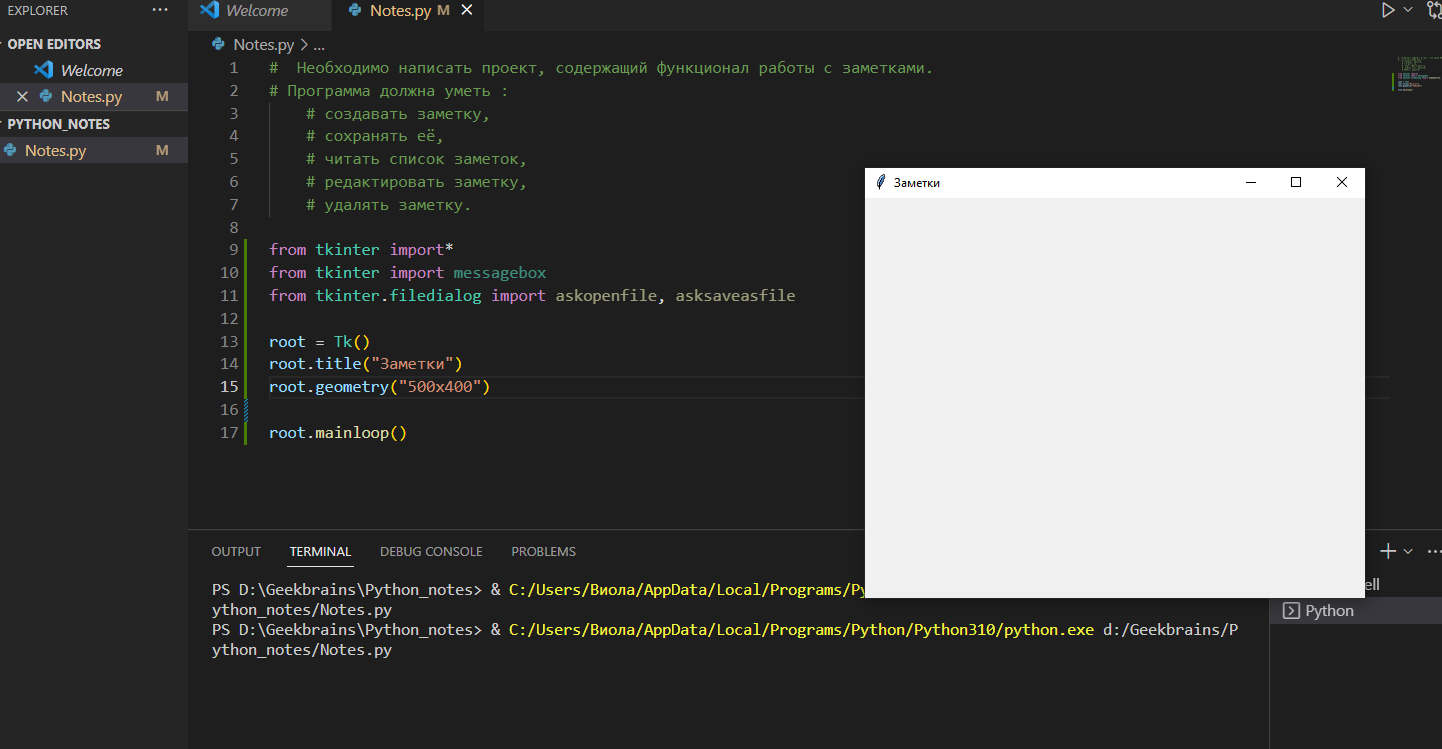 EXPLORER
OPEN EDITORS
Welcome
Notes.py M
PYTHON_NOTES
Notes.py M
Welcome
Notes.py M
Notes.py > ...
1 #  Необходимо написать проект, содержащий функционал работы с заметками.
2 # Программа должна уметь :
3 # создавать заметку,
4 # сохранять её,
5 # читать список заметок,
6 # редактировать заметку,
7 # удалять заметку.
8
9 from tkinter import*
10 from tkinter import messagebox
11 from tkinter.filedialog import askopenfile, asksaveasfile
12
13 root = Tk()
14 root.title("Заметки")
15 root.geometry("500x400")
16
17 root.mainloop()
Заметки
OUTPUT TERMINAL DEBUG CONSOLE PROBLEMS
PS D:\Geekbrains\Python_notes> & C:/Users/Виола/AppData/Local/Programs/Py
ython_notes/Notes.py
PS D:\Geekbrains\Python_notes> & C:/Users/Виола/AppData/Local/Programs/Python/Python310/python.exe d:/Geekbrains/P
ython_notes/Notes.py
ell
Python